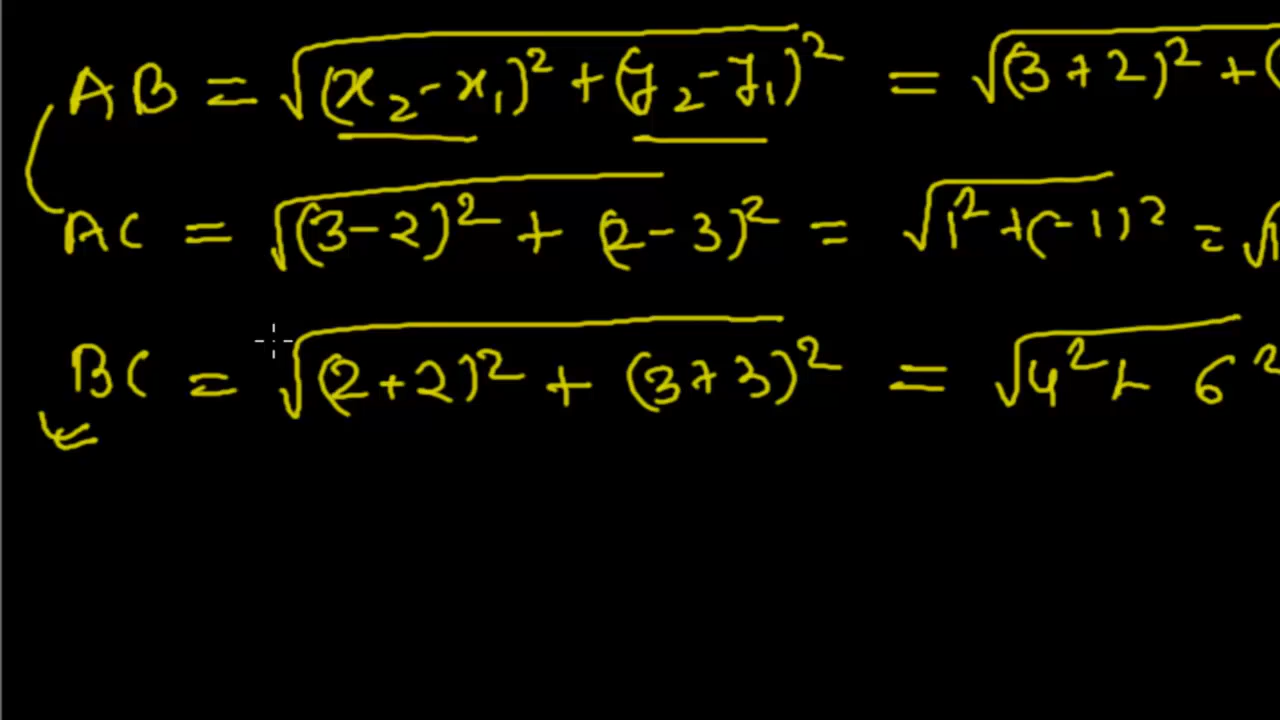 AB = √(x₂-x₁)² + (y₂-y₁)² = √(3+2)² + (
AC = √(3-2)² + (2-3)² = √1² + (-1)² = √1
BC = √(2+2)² + (3+3)² = √4² + 6²